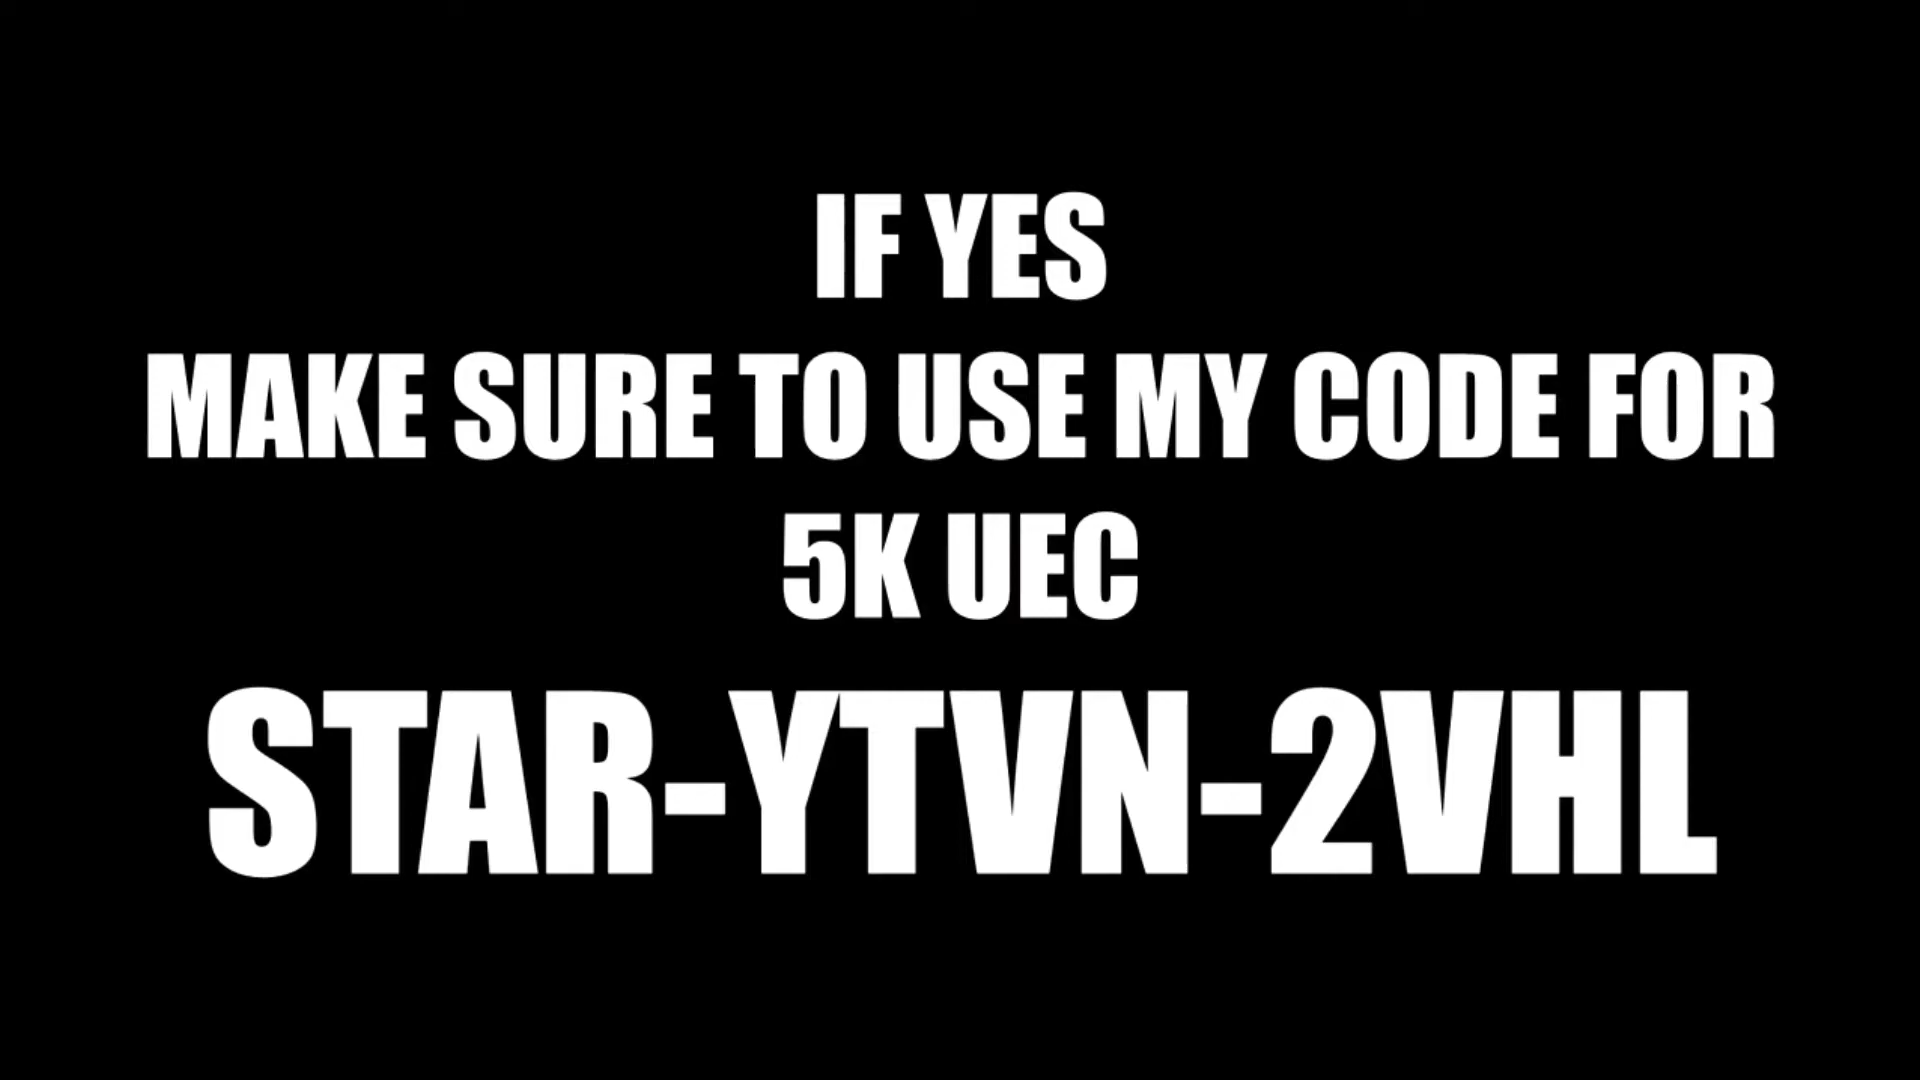 IF YES
MAKE SURE TO USE MY CODE FOR
5K UEC
STAR-YTVN-2VHL